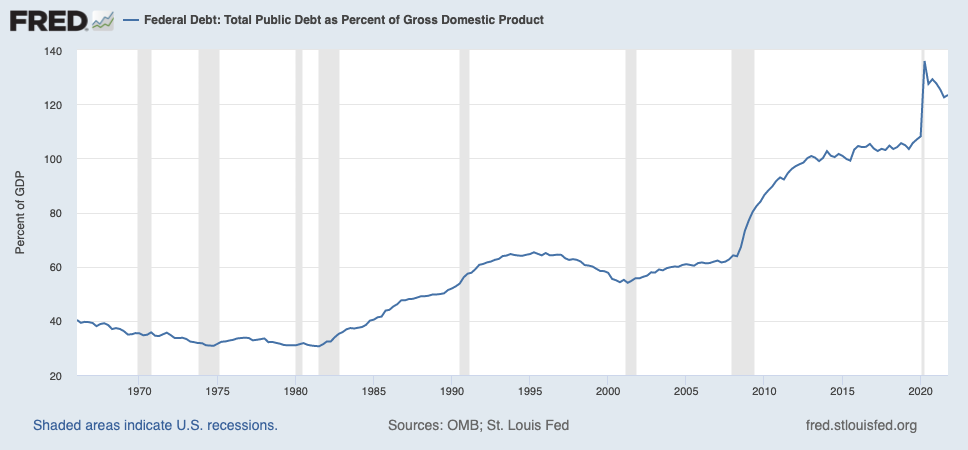 FRED
Federal Debt: Total Public Debt as Percent of Gross Domestic Product
Percent of GDP
140
120
100
80
60
40
20
1970 1975 1980 1985 1990 1995 2000 2005 2010 2015 2020
Shaded areas indicate U.S. recessions. Sources: OMB; St. Louis Fed fred.stlouisfed.org